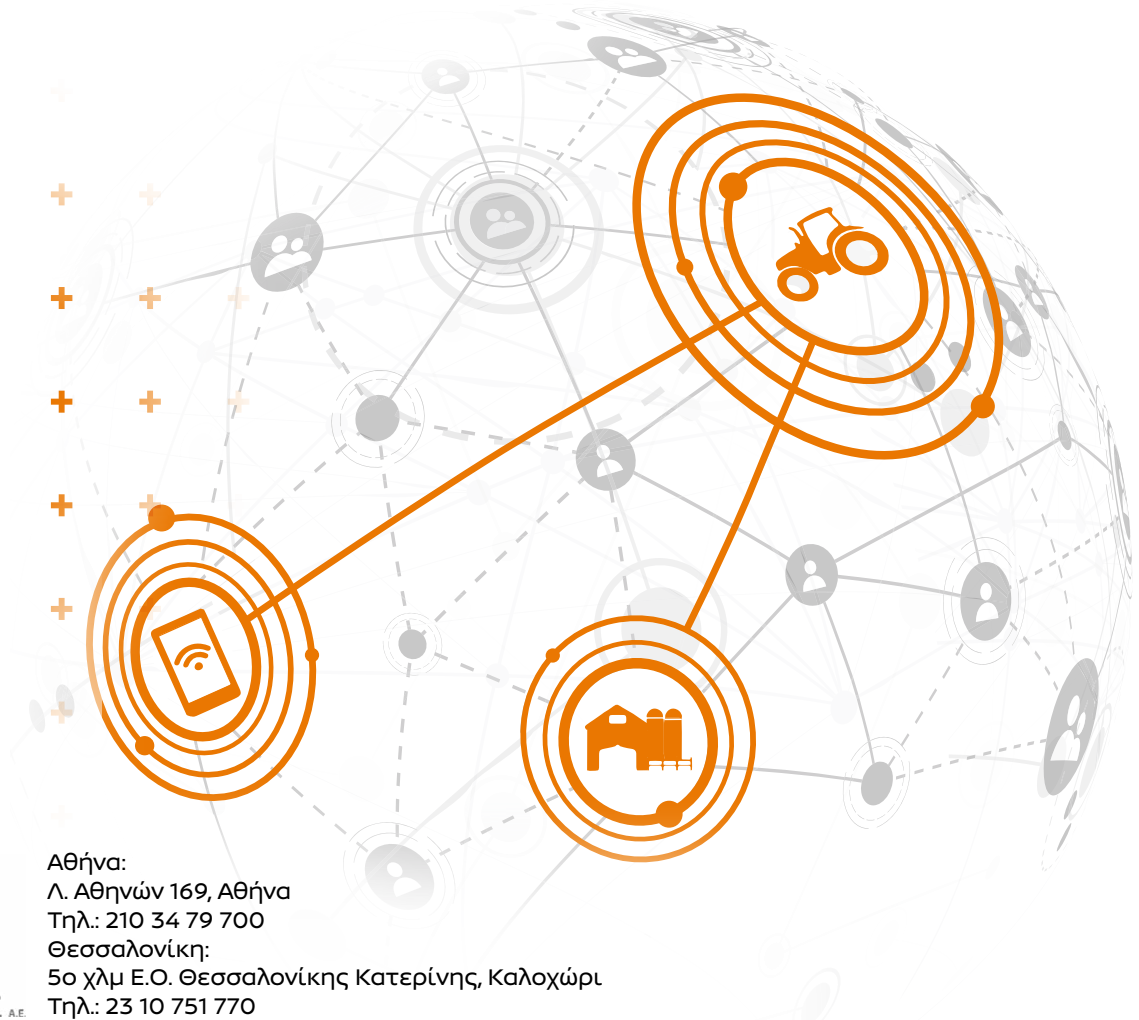 Αθήνα:
Λ. Αθηνών 169, Αθήνα
Τηλ.: 210 34 79 700
Θεσσαλονίκη:
5ο χλμ Ε.Ο. Θεσσαλονίκης Κατερίνης, Καλοχώρι
Α.Ε.
Τηλ.: 23 10 751 770